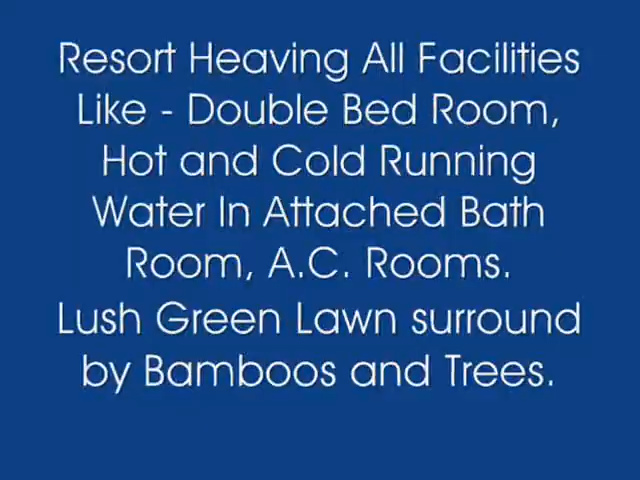 Resort Heaving All Facilities
Like - Double Bed Room,
Hot and Cold Running
Water In Attached Bath
Room, A.C. Rooms.
Lush Green Lawn surround
by Bamboos and Trees.